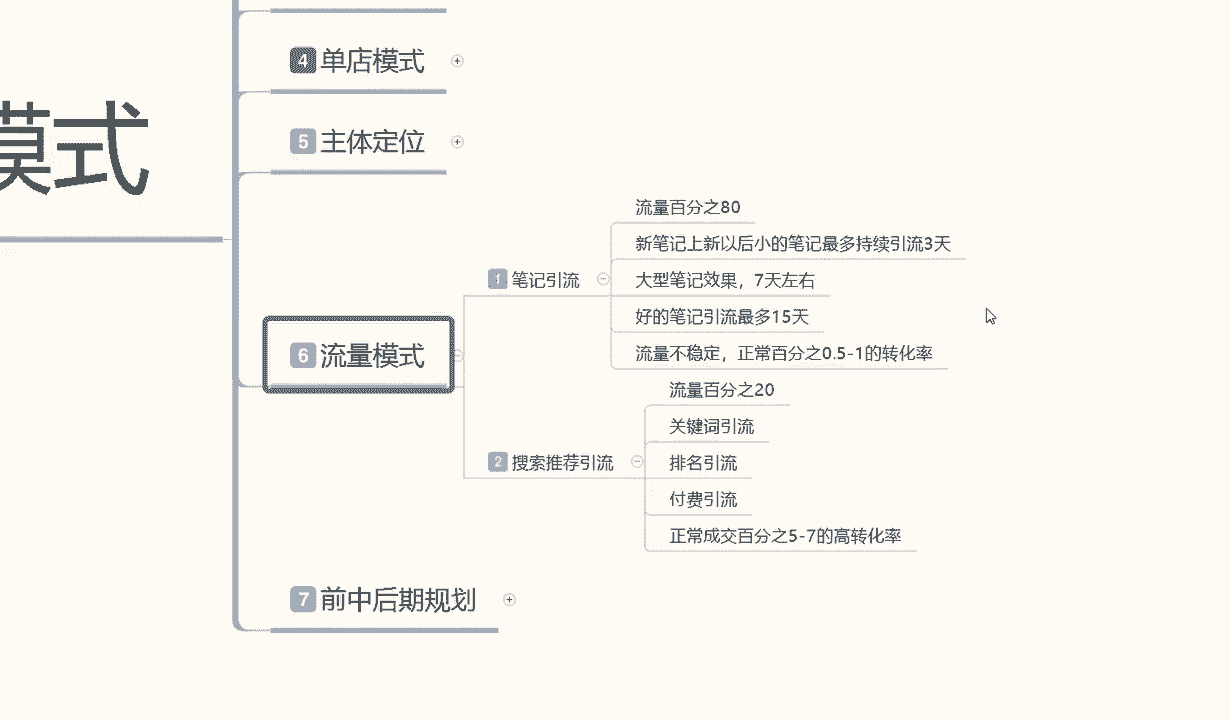 4 单店模式
模式
5 主体定位
流量百分之80
新笔记上新以后小的笔记最多持续引流3天
1 笔记引流
大型笔记效果，7天左右
好的笔记引流最多15天
6 流量模式
流量不稳定，正常百分之0.5-1的转化率
流量百分之20
关键词引流
2 搜索推荐引流
排名引流
付费引流
正常成交百分之5-7的高转化率
7 前中后期规划